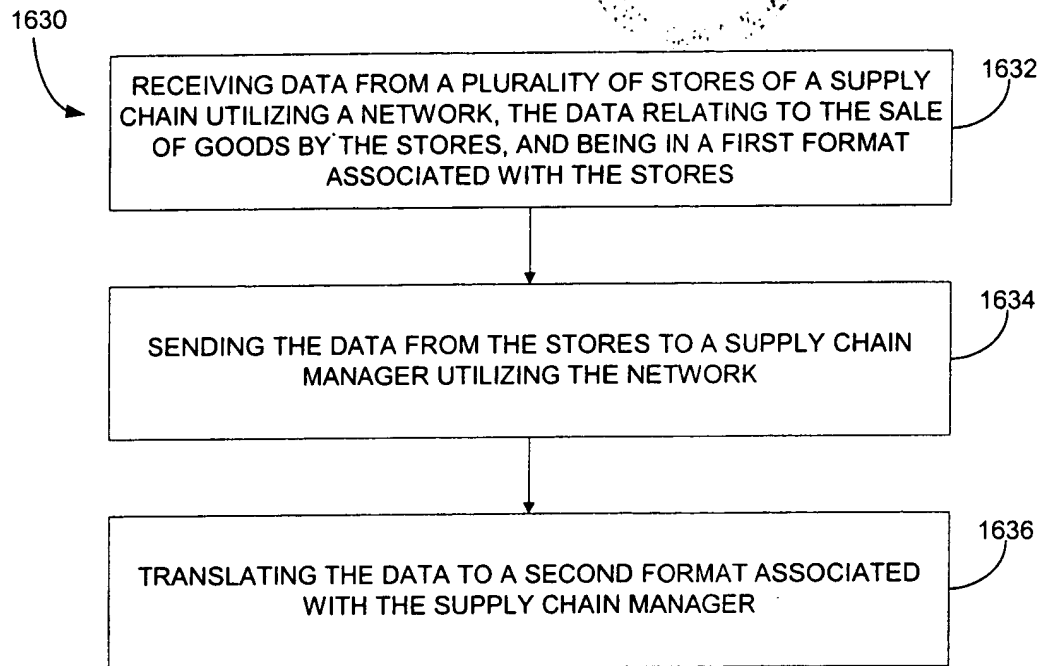 1630
RECEIVING DATA FROM A PLURALITY OF STORES OF A SUPPLY
CHAIN UTILIZING A NETWORK, THE DATA RELATING TO THE SALE
OF GOODS BY THE STORES, AND BEING IN A FIRST FORMAT
ASSOCIATED WITH THE STORES
1632
SENDING THE DATA FROM THE STORES TO A SUPPLY CHAIN
MANAGER UTILIZING THE NETWORK
1634
TRANSLATING THE DATA TO A SECOND FORMAT ASSOCIATED
WITH THE SUPPLY CHAIN MANAGER
1636